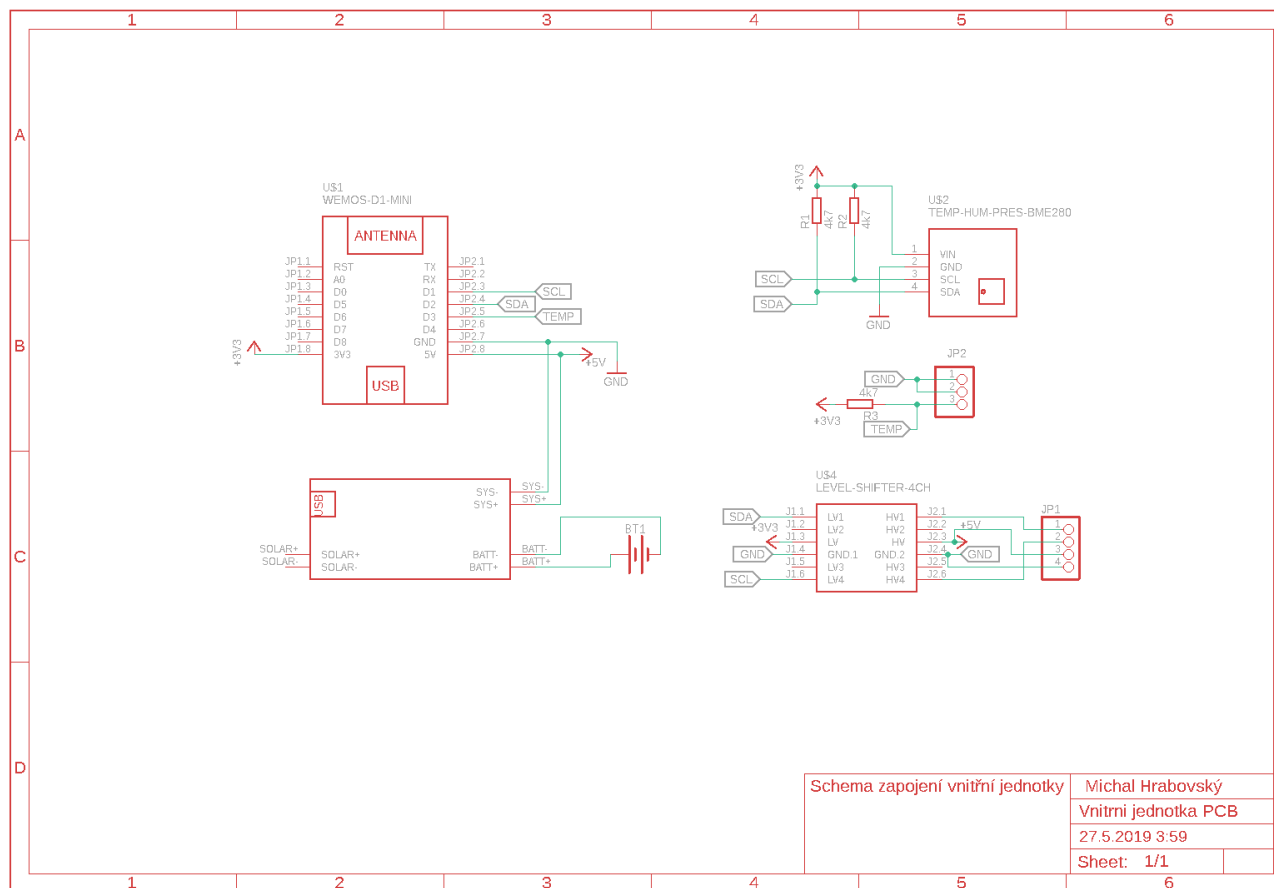 1 2 3 4 5 6
A
B
C
D
U$1
WEMOS-D1-MINI
ANTENNA
JP1.1 RST TX JP2.1
JP1.2 A0 RX JP2.2
JP1.3 D0 D1 JP2.3 SCL
JP1.4 D5 D2 JP2.4 SDA
JP1.5 D6 D3 JP2.5 TEMP
JP1.6 D7 D4 JP2.6
JP1.7 D8 GND JP2.7
JP1.8 3V3 5V JP2.8
+3V3
+5V
GND
USB
USB
SYS- SYS-
SYS+ SYS+
SOLAR+ SOLAR+ BATT- BATT-
SOLAR- SOLAR- BATT+ BATT+
BT1
+3V3
R1 4k7 R2 4k7
U$2
TEMP-HUM-PRES-BME280
1 VIN
2 GND
SCL 3 SCL
SDA 4 SDA
GND
JP2
GND 1
2
4k7 3
R3
+3V3
TEMP
U$4
LEVEL-SHIFTER-4CH
SDA J1.1 LV1 HV1 J2.1
+3V3 J1.2 LV2 HV2 J2.2 +5V
J1.3 LV HV J2.3
GND J1.4 GND.1 GND.2 J2.4 GND
J1.5 LV3 HV3 J2.5
SCL J1.6 LV4 HV4 J2.6
JP1
1
2
3
4
Schema zapojení vnitřní jednotky
Michal Hrabovský
Vnitrni jednotka PCB
27.5.2019 3:59
Sheet: 1/1
1 2 3 4 5 6